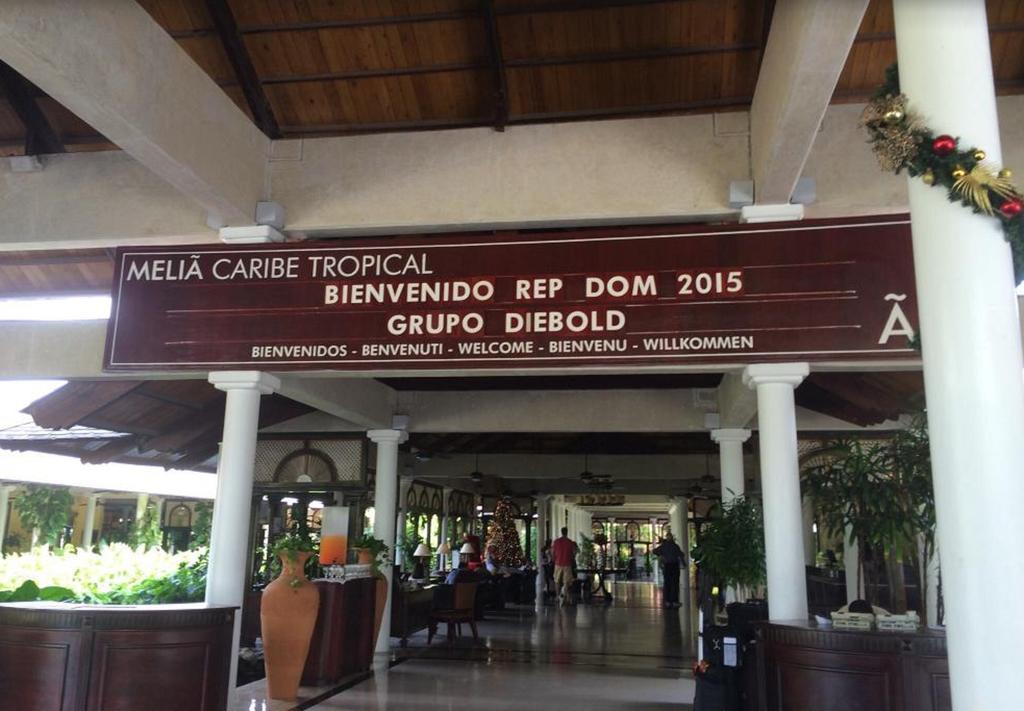 MELIÃ CARIBE TROPICAL
BIENVENIDO REP DOM 2015
GRUPO DIEBOLD
BIENVENIDOS - BENVENUTI - WELCOME - BIENVENU - WILLKOMMEN
Ã